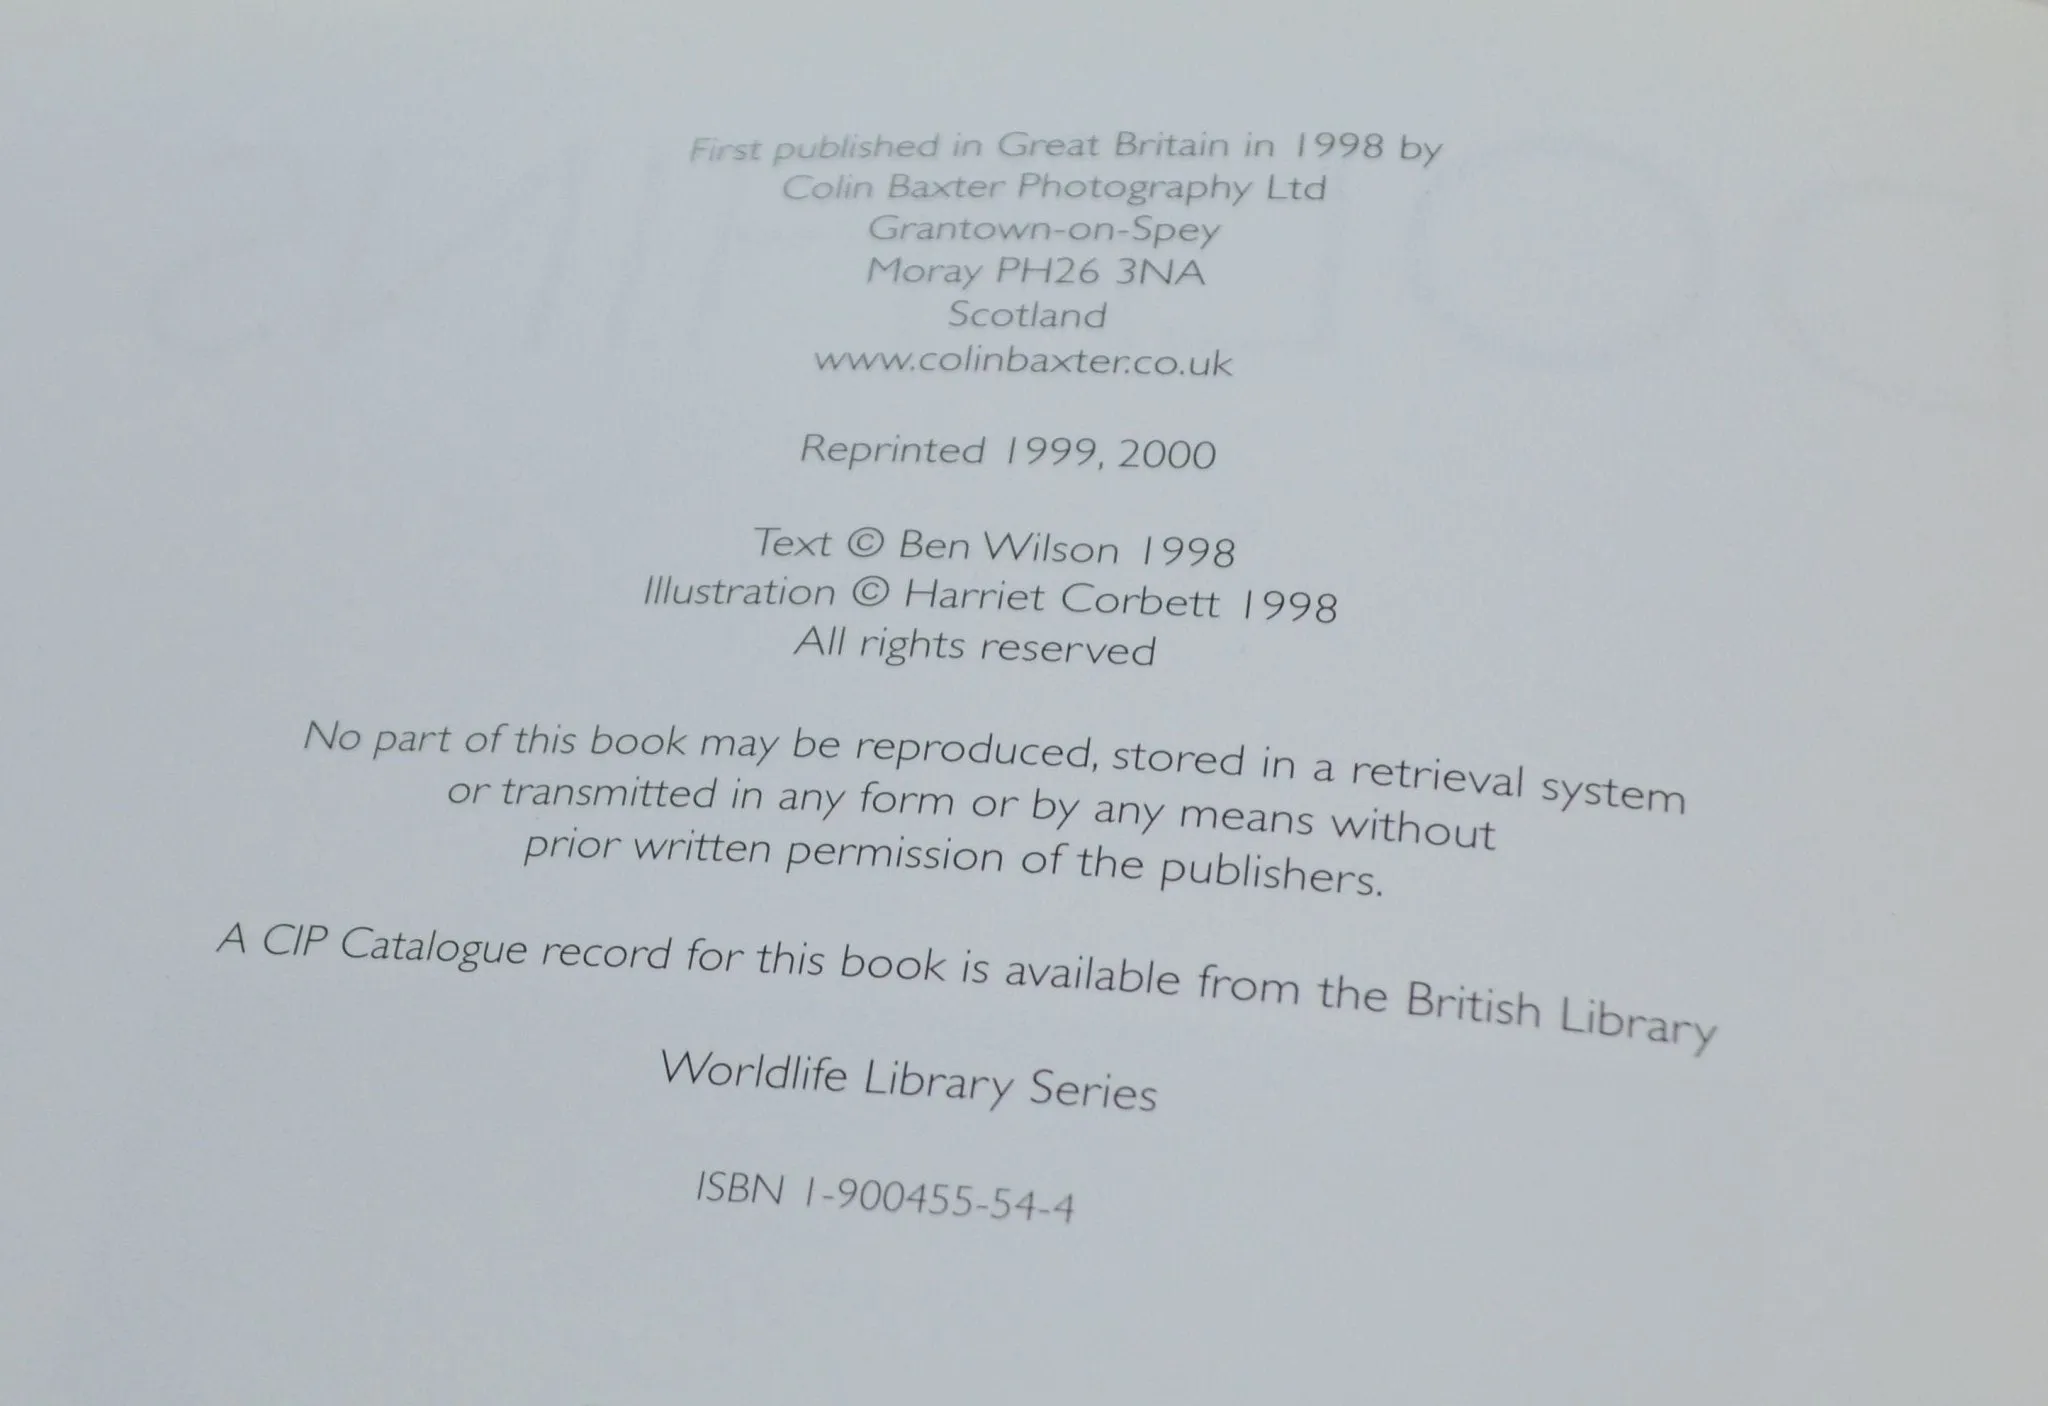 First published in Great Britain in 1998 by
Colin Baxter Photography Ltd
Grantown-on-Spey
Moray PH26 3NA
Scotland
www.colinbaxter.co.uk
Reprinted 1999, 2000
Text © Ben Wilson 1998
Illustration © Harriet Corbett 1998
All rights reserved
No part of this book may be reproduced, stored in a retrieval system
or transmitted in any form or by any means without
prior written permission of the publishers.
A CIP Catalogue record for this book is available from the British Library
Worldlife Library Series
ISBN 1-900455-54-4